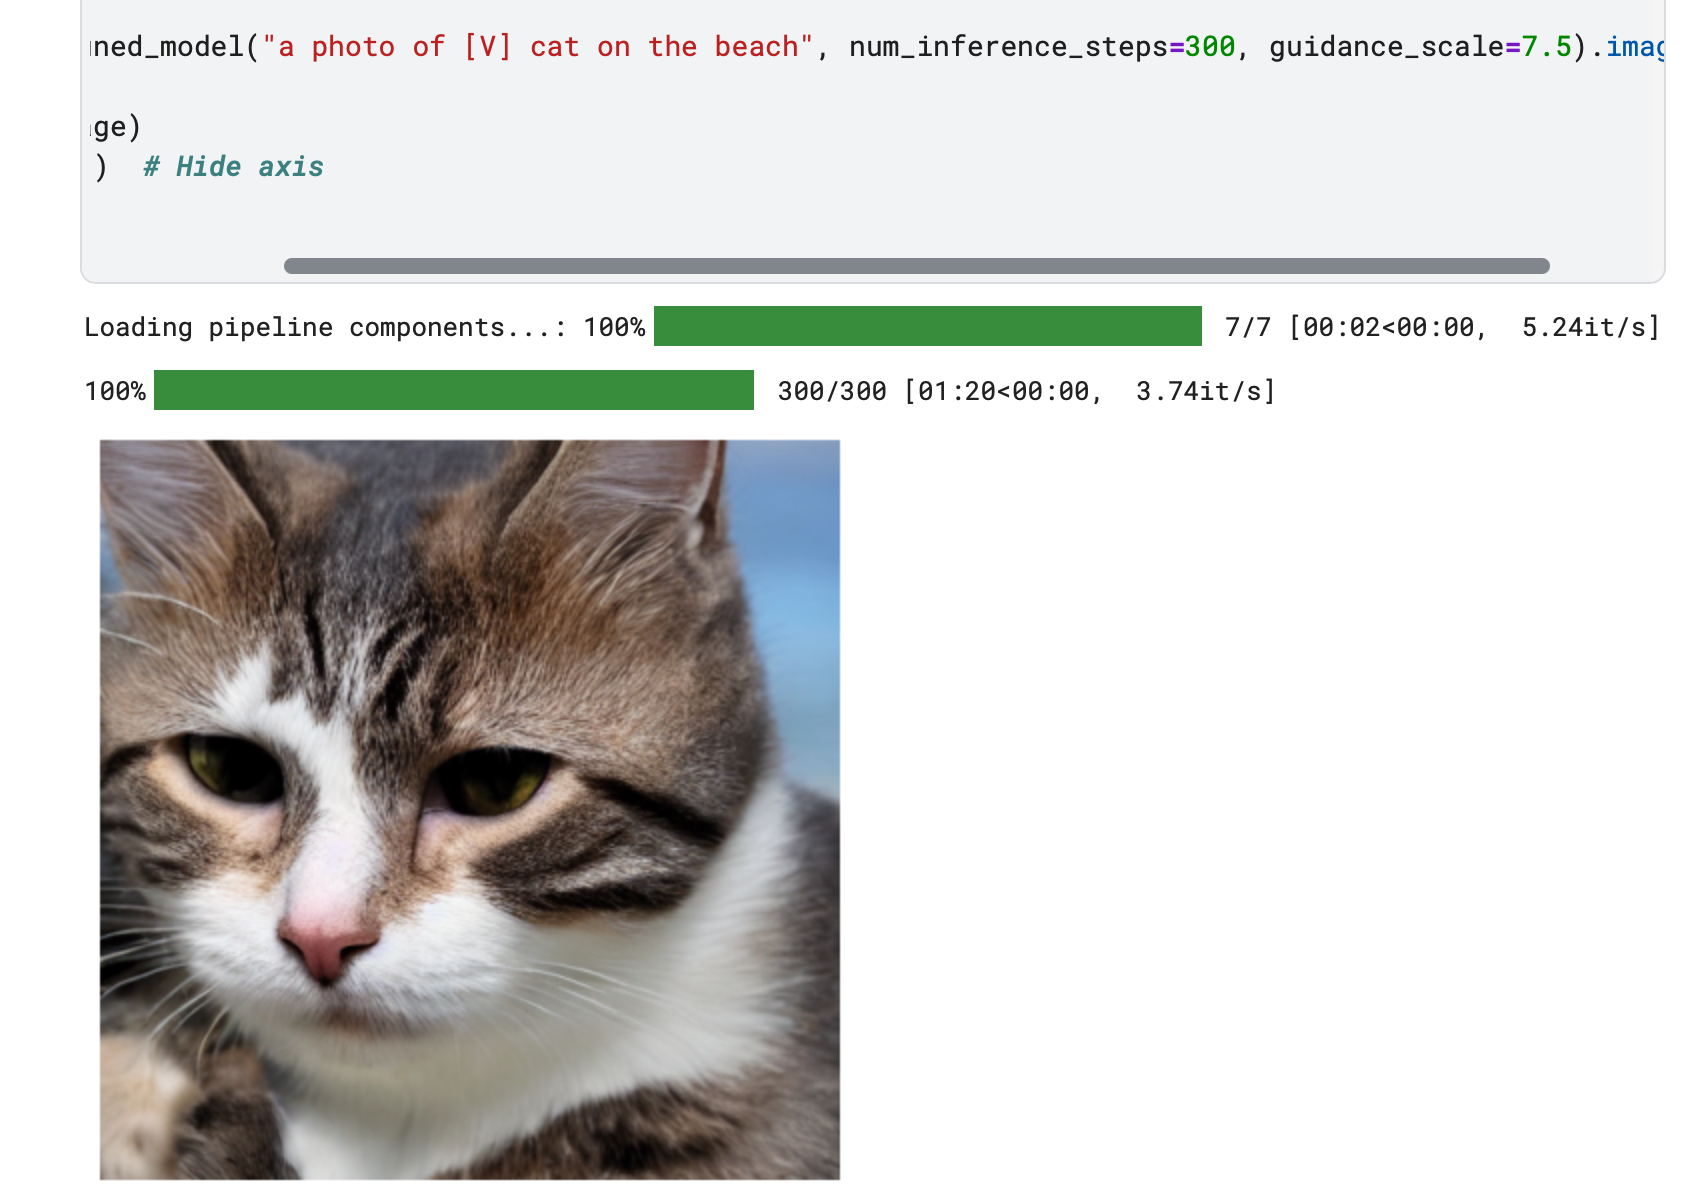 ned_model("a photo of [V] cat on the beach", num_inference_steps=300, guidance_scale=7.5).imag
ge)
)  # Hide axis
Loading pipeline components...: 100% 7/7 [00:02<00:00,  5.24it/s]
100% 300/300 [01:20<00:00,  3.74it/s]